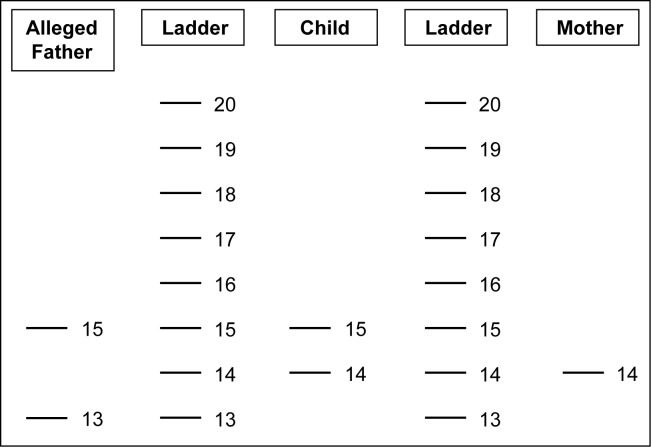 Alleged
Father
Ladder
Child
Ladder
Mother
20 20
19 19
18 18
17 17
16 16
15 15 15 15
14 14 14 14
13 13 13